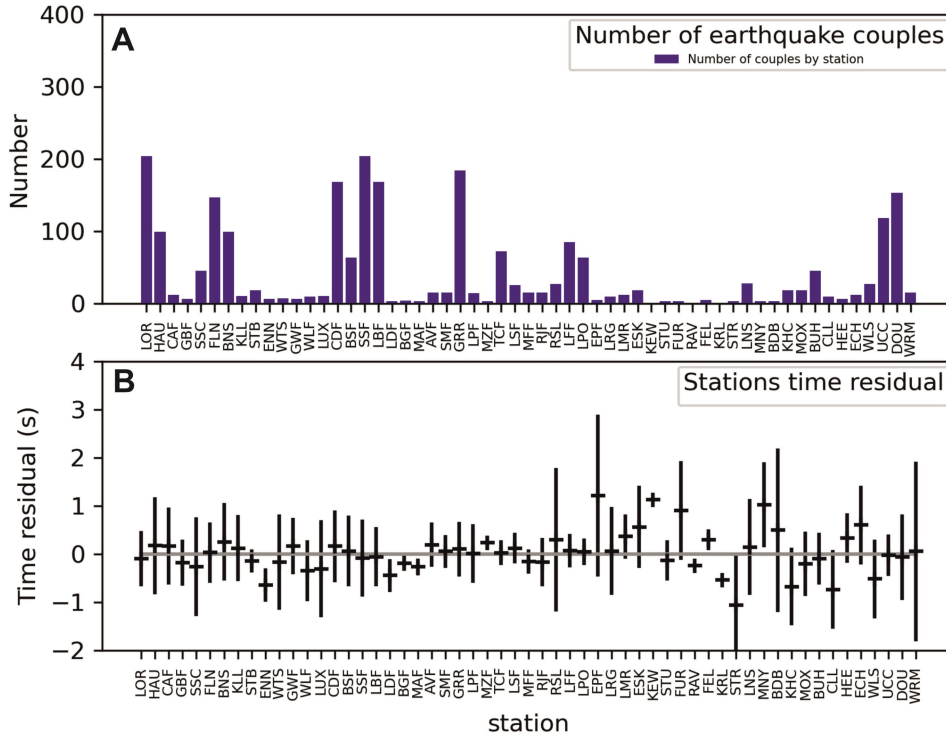 A
Number of earthquake couples
Number of couples by station
400
300
200
100
0
Number
LOR HAU CAF GBF SSC FLN BNS KLL STB ENN WTS GWF WLF LUX CDF BSF SSF LBF LDF BGF MAF AVF SMF GRR LPF MZF TCF LSF MFF RJF RSL LFF LPO EPF LRG LMR ESK KEW STU FUR RAV FEL KRL STR LNS MNY BDB KHC MOX BUH CLL HEE ECH WLS UCC DOU WRM
B
Stations time residual
4
3
2
1
0
−1
−2
Time residual (s)
LOR HAU CAF GBF SSC FLN BNS KLL STB ENN WTS GWF WLF LUX CDF BSF SSF LBF LDF BGF MAF AVF SMF GRR LPF MZF TCF LSF MFF RJF RSL LFF LPO EPF LRG LMR ESK KEW STU FUR RAV FEL KRL STR LNS MNY BDB KHC MOX BUH CLL HEE ECH WLS UCC DOU WRM
station